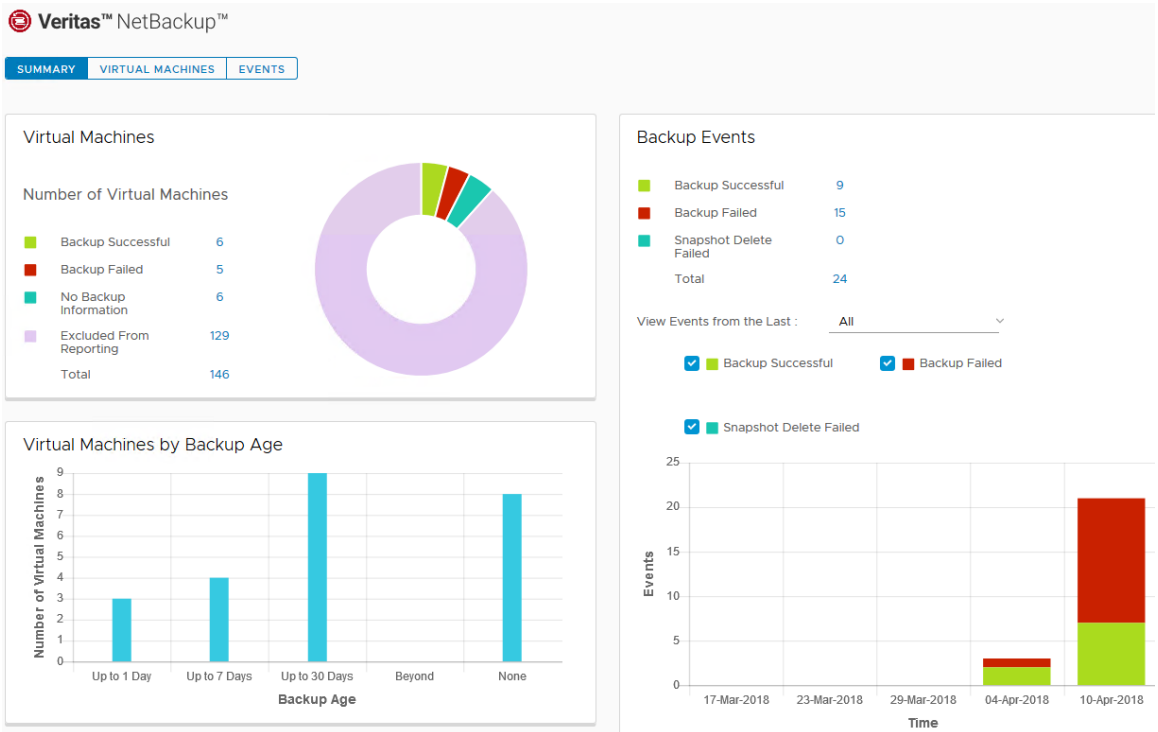 Veritas™ NetBackup™
SUMMARY VIRTUAL MACHINES EVENTS
Virtual Machines
Number of Virtual Machines
Backup Successful 6
Backup Failed 5
No Backup
Information 6
Excluded From
Reporting 129
Total 146
Virtual Machines by Backup Age
Number of Virtual Machines
9
8
7
6
5
4
3
2
1
0
Up to 1 Day Up to 7 Days Up to 30 Days Beyond None
Backup Age
Backup Events
Backup Successful 9
Backup Failed 15
Snapshot Delete
Failed 0
Total 24
View Events from the Last : All
Backup Successful Backup Failed
Snapshot Delete Failed
Events
25
20
15
10
5
0
17-Mar-2018 23-Mar-2018 29-Mar-2018 04-Apr-2018 10-Apr-2018
Time